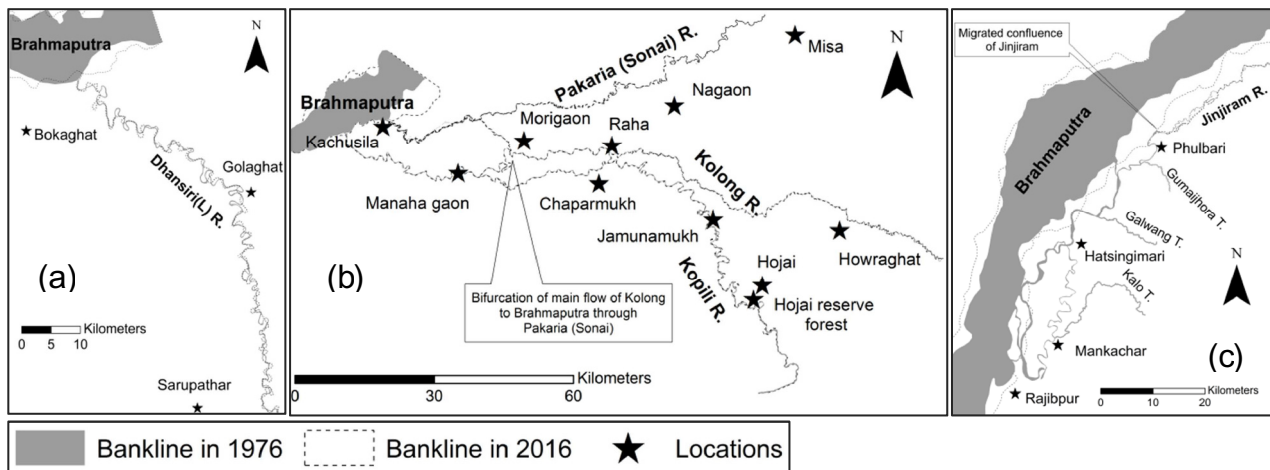 N
Brahmaputra
Bokaghat
Golaghat
Dhansiri(L) R.
(a)
Kilometers
0 5 10
Sarupathar
Pakaria (Sonai) R.
Misa
N
Brahmaputra
Nagaon
Kachusila
Morigaon
Raha
Manaha gaon
Chaparmukh
Kolong R.
Jamunamukh
Howraghat
(b)
Kopili R.
Hojai
Hojai reserve
forest
Bifurcation of main flow of Kolong
to Brahmaputra through
Pakaria (Sonai)
Kilometers
0 30 60
Migrated confluence
of Jinjiram
N
Jinjiram R.
Brahmaputra
Phulbari
Gumaijhora T.
Galwang T.
Hatsingimari
Kalo T.
Mankachar
(c)
Rajibpur
Kilometers
0 10 20
Bankline in 1976
Bankline in 2016
Locations